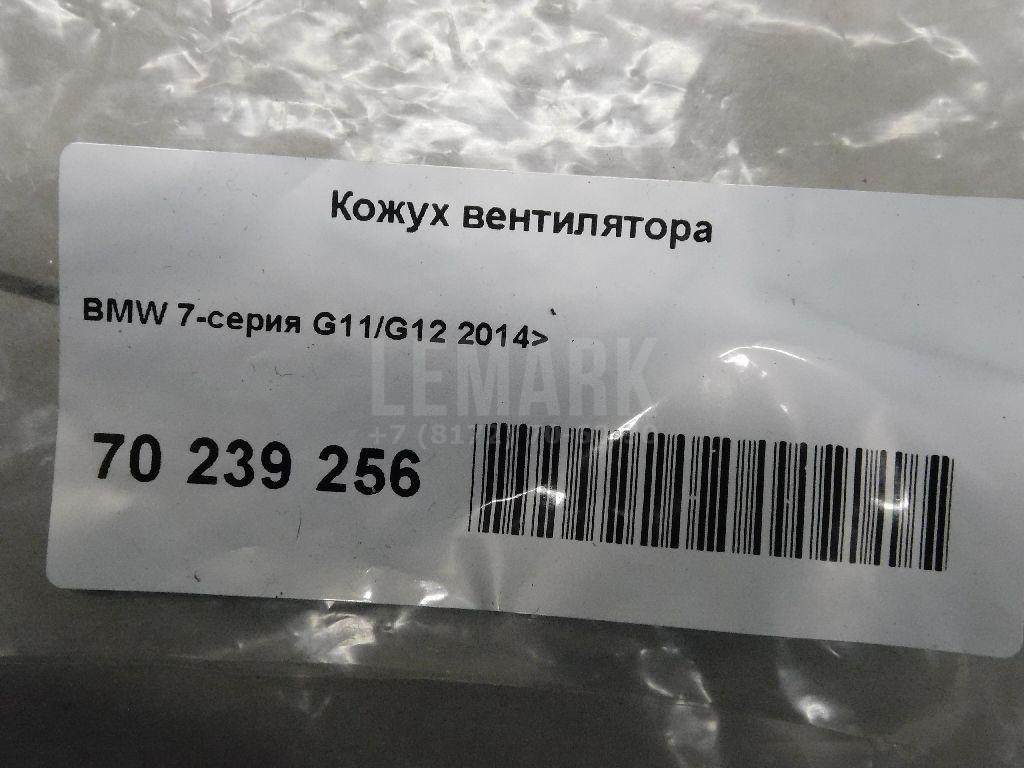 Кожух вентилятора
BMW 7-серия G11/G12 2014>
LEMARK
70 239 256